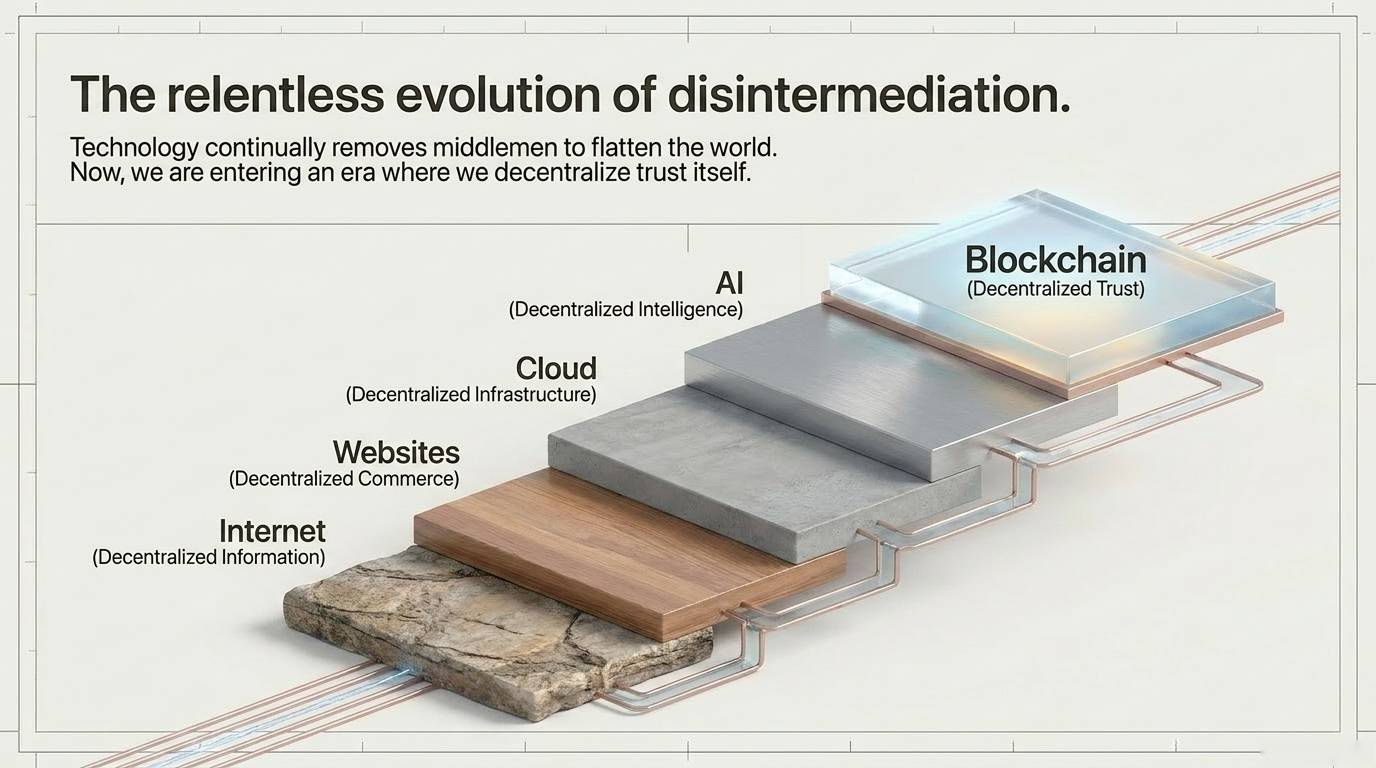 The relentless evolution of disintermediation.
Technology continually removes middlemen to flatten the world.
Now, we are entering an era where we decentralize trust itself.
Blockchain
(Decentralized Trust)
AI
(Decentralized Intelligence)
Cloud
(Decentralized Infrastructure)
Websites
(Decentralized Commerce)
Internet
(Decentralized Information)